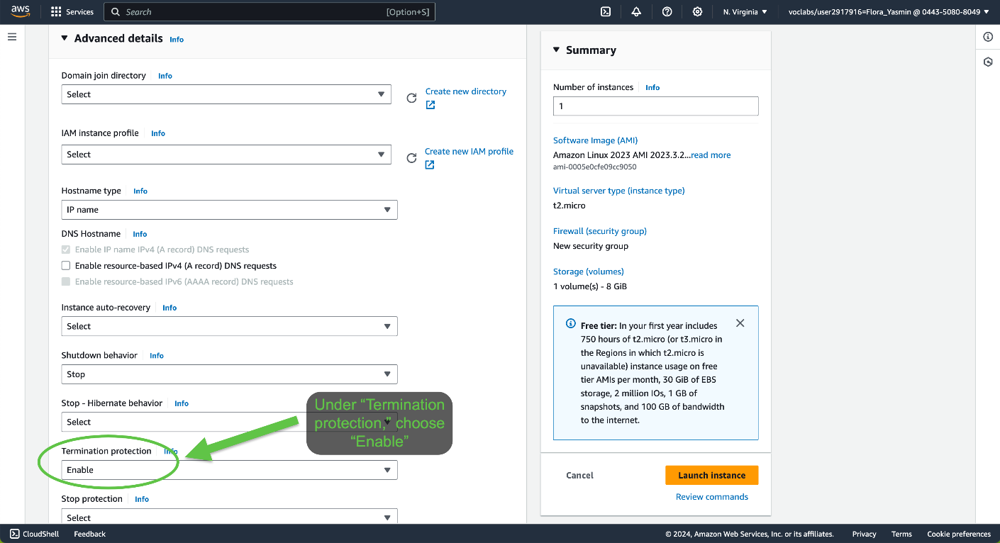 aws
Services
Search
[Option+S]
N. Virginia
voclabs/user2917916=Flora_Yasmin @ 0443-5080-8049
Advanced details Info
Domain join directory Info
Select
Create new directory
IAM instance profile Info
Select
Create new IAM profile
Hostname type Info
IP name
DNS Hostname Info
Enable IP name IPv4 (A record) DNS requests
Enable resource-based IPv4 (A record) DNS requests
Enable resource-based IPv6 (AAAA record) DNS requests
Instance auto-recovery Info
Select
Shutdown behavior Info
Stop
Stop - Hibernate behavior Info
Select
Under “Termination
protection,” choose
“Enable”
Termination protection Info
Enable
Stop protection Info
Select
Summary
Number of instances Info
1
Software Image (AMI)
Amazon Linux 2023 AMI 2023.3.2...read more
ami-0005e0cfe09cc9050
Virtual server type (instance type)
t2.micro
Firewall (security group)
New security group
Storage (volumes)
1 volume(s) - 8 GiB
Free tier: In your first year includes
750 hours of t2.micro (or t3.micro in
the Regions in which t2.micro is
unavailable) instance usage on free
tier AMIs per month, 30 GiB of EBS
storage, 2 million IOs, 1 GB of
snapshots, and 100 GB of bandwidth
to the internet.
Cancel
Launch instance
Review commands
CloudShell
Feedback
© 2024, Amazon Web Services, Inc. or its affiliates.
Privacy
Terms
Cookie preferences